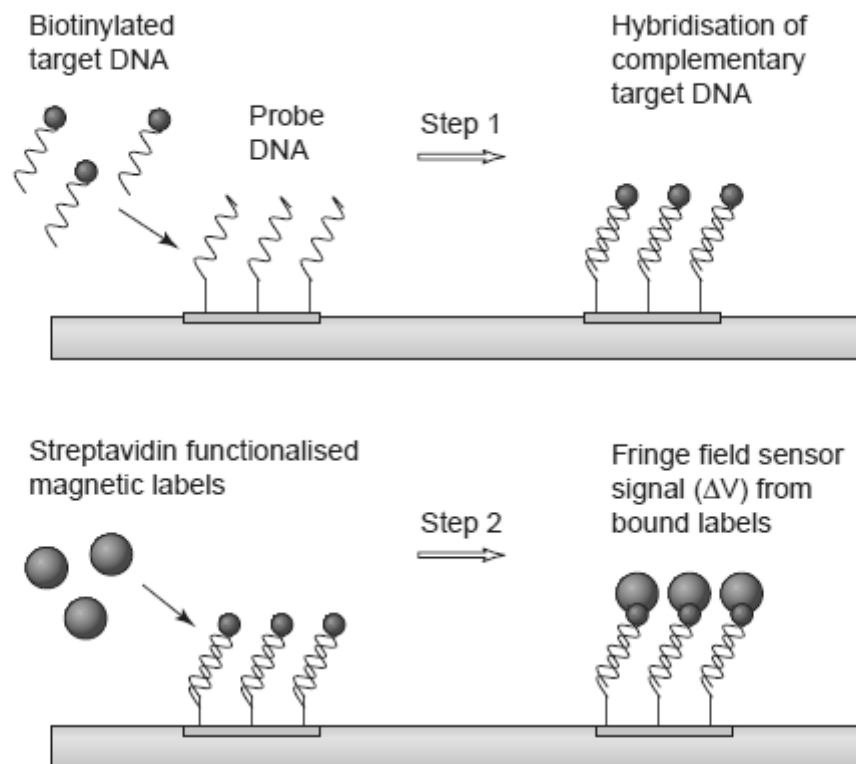 Biotinylated
target DNA
Probe
DNA
Step 1
Hybridisation of
complementary
target DNA
Streptavidin functionalised
magnetic labels
Step 2
Fringe field sensor
signal (ΔV) from
bound labels